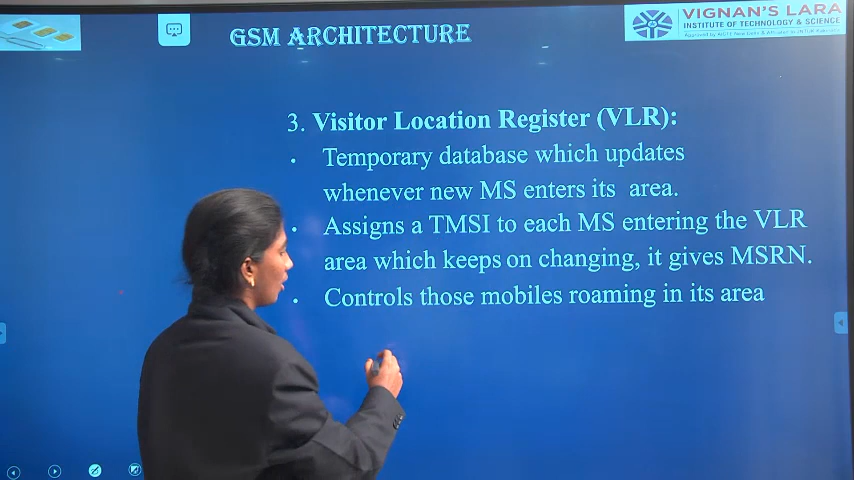 GSM ARCHITECTURE
VIGNAN'S LARA
INSTITUTE OF TECHNOLOGY & SCIENCE
3. Visitor Location Register (VLR):
• Temporary database which updates
whenever new MS enters its area.
• Assigns a TMSI to each MS entering the VLR
area which keeps on changing, it gives MSRN.
• Controls those mobiles roaming in its area